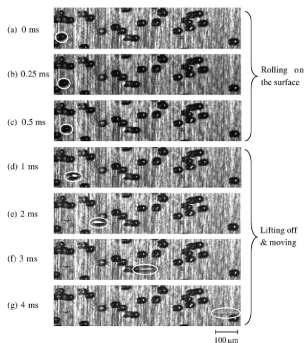 (a) 0 ms
(b) 0.25 ms
(c) 0.5 ms
Rolling on
the surface
(d) 1 ms
(e) 2 ms
(f) 3 ms
(g) 4 ms
Lifting off
& moving
100 μm